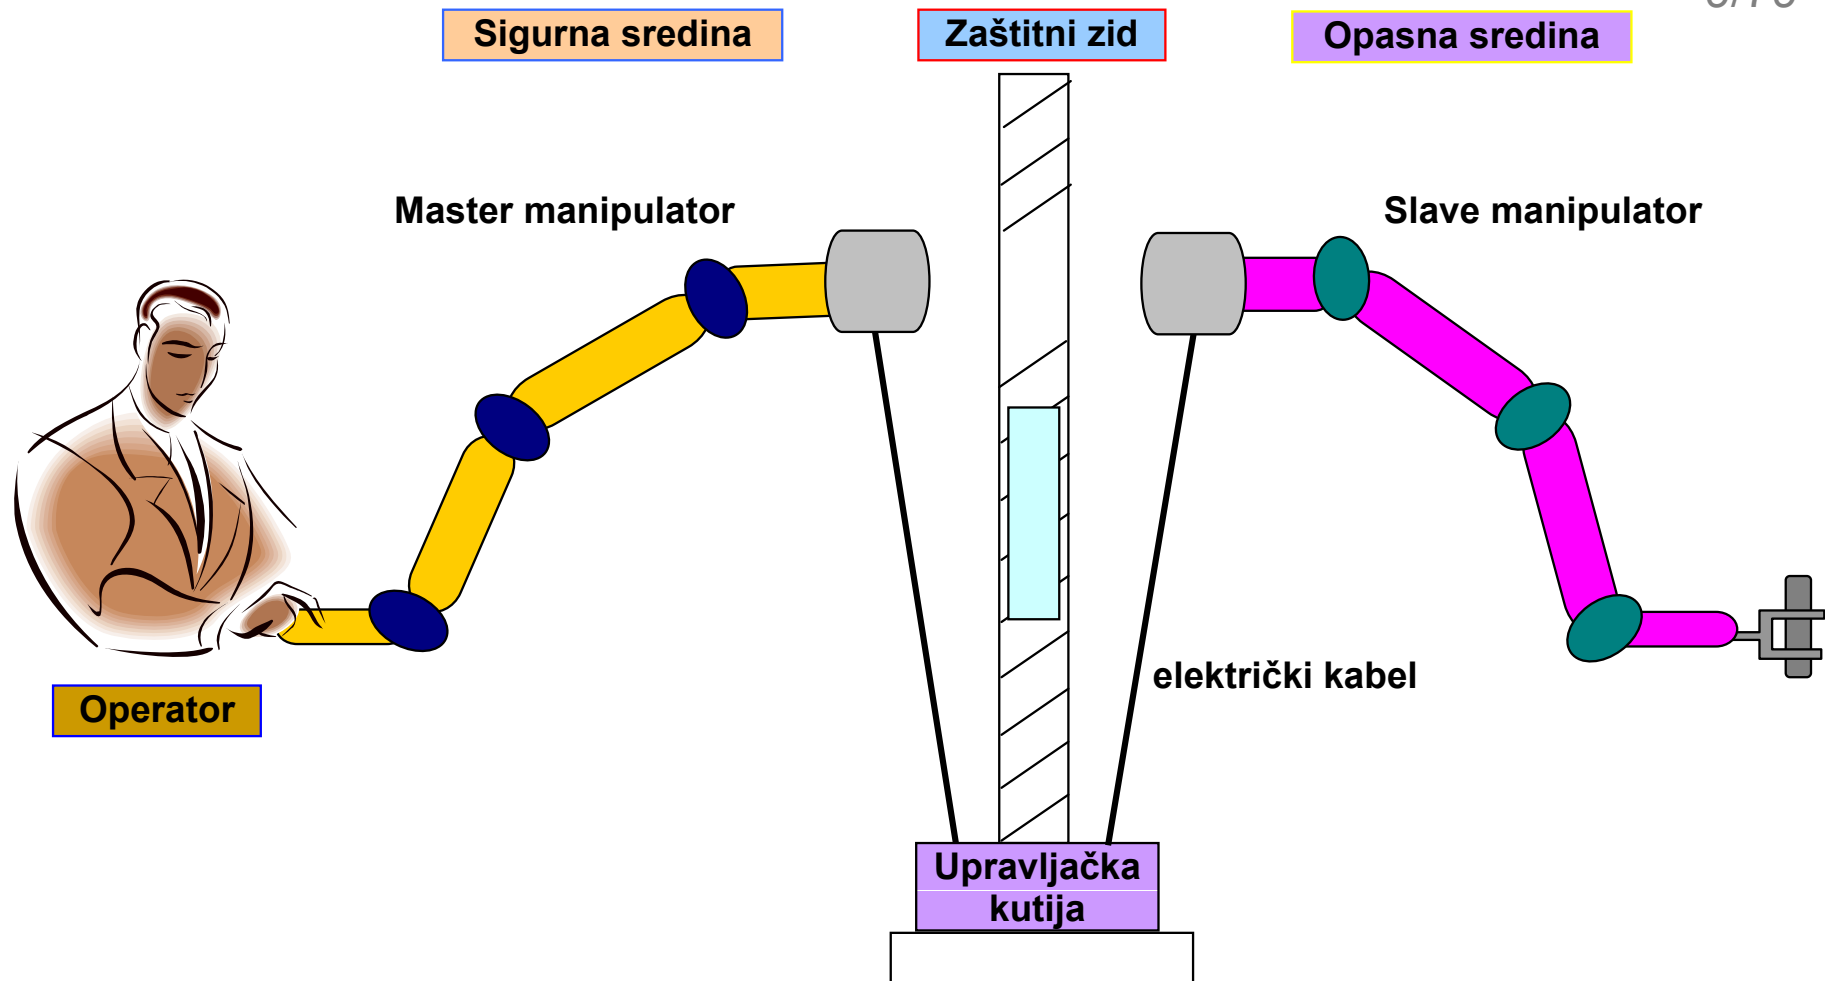 Sigurna sredina
Zaštitni zid
Opasna sredina
Master manipulator
Slave manipulator
električki kabel
Operator
Upravljačka
kutija